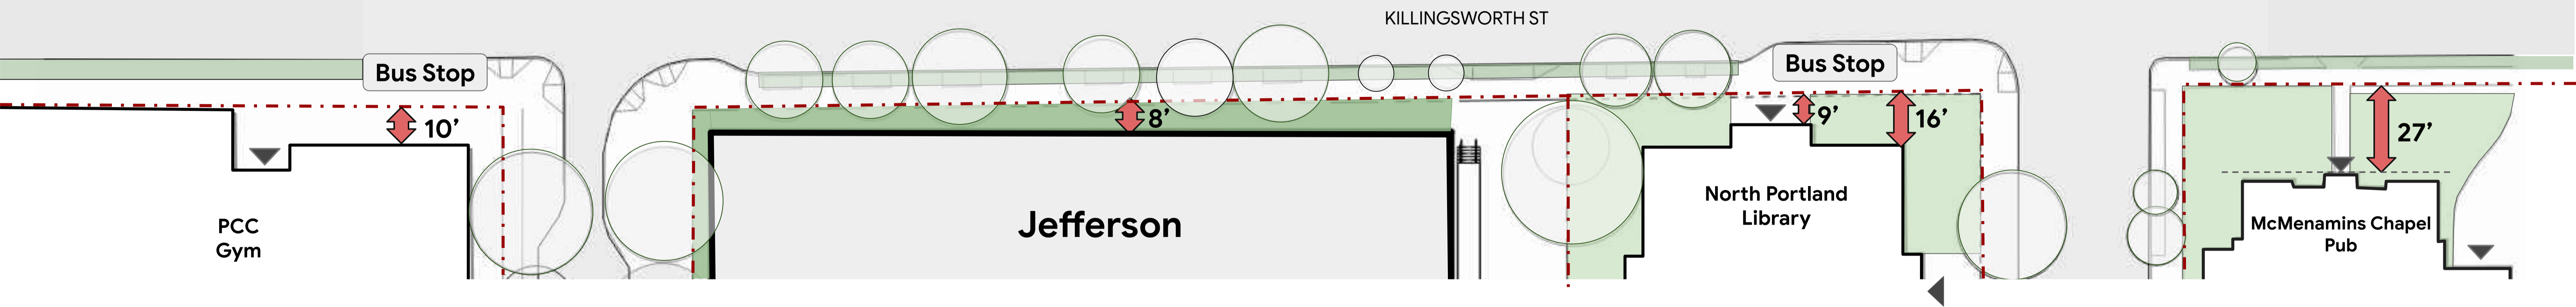 KILLINGSWORTH ST
Bus Stop
Bus Stop
10’
8’
9’
16’
27’
PCC
Gym
Jefferson
North Portland
Library
McMenamins Chapel
Pub